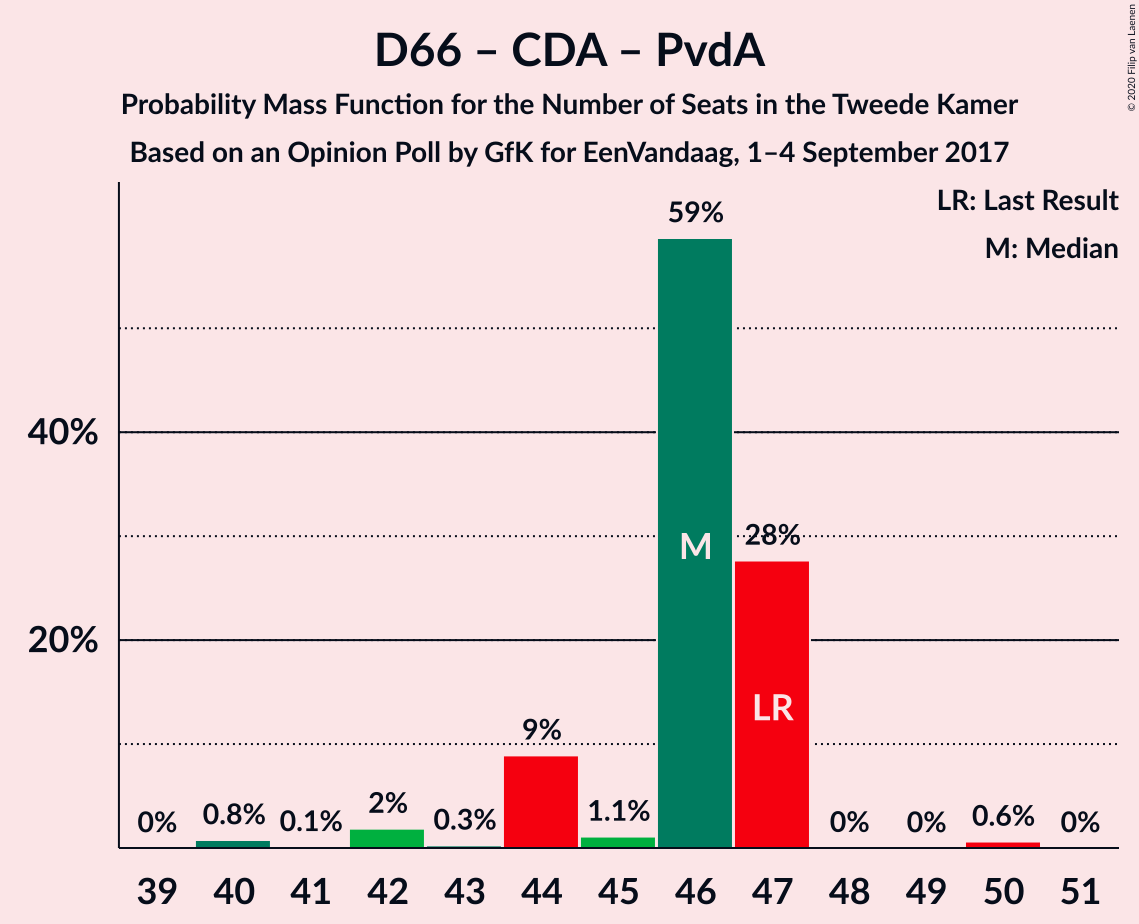 D66 – CDA – PvdA
Probability Mass Function for the Number of Seats in the Tweede Kamer
Based on an Opinion Poll by GfK for EenVandaag, 1–4 September 2017
© 2020 Filip van Laenen
LR: Last Result
M: Median
40%
20%
0%
0.8%
0.1%
2%
0.3%
9%
1.1%
59%
28%
0%
0%
0.6%
0%
M
LR
39 40 41 42 43 44 45 46 47 48 49 50 51